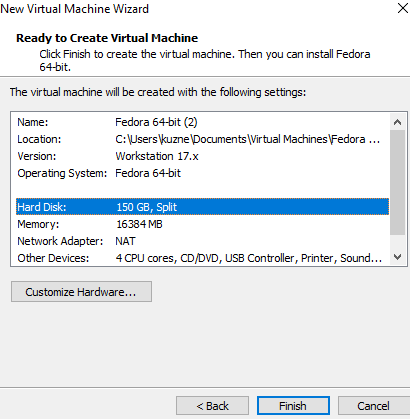 New Virtual Machine Wizard
Ready to Create Virtual Machine
Click Finish to create the virtual machine. Then you can install Fedora
64-bit.
The virtual machine will be created with the following settings:
Name: Fedora 64-bit (2)
Location: C:\Users\kuzne\Documents\Virtual Machines\Fedora ...
Version: Workstation 17.x
Operating System: Fedora 64-bit
Hard Disk: 150 GB, Split
Memory: 16384 MB
Network Adapter: NAT
Other Devices: 4 CPU cores, CD/DVD, USB Controller, Printer, Sound...
Customize Hardware...
< Back Finish Cancel